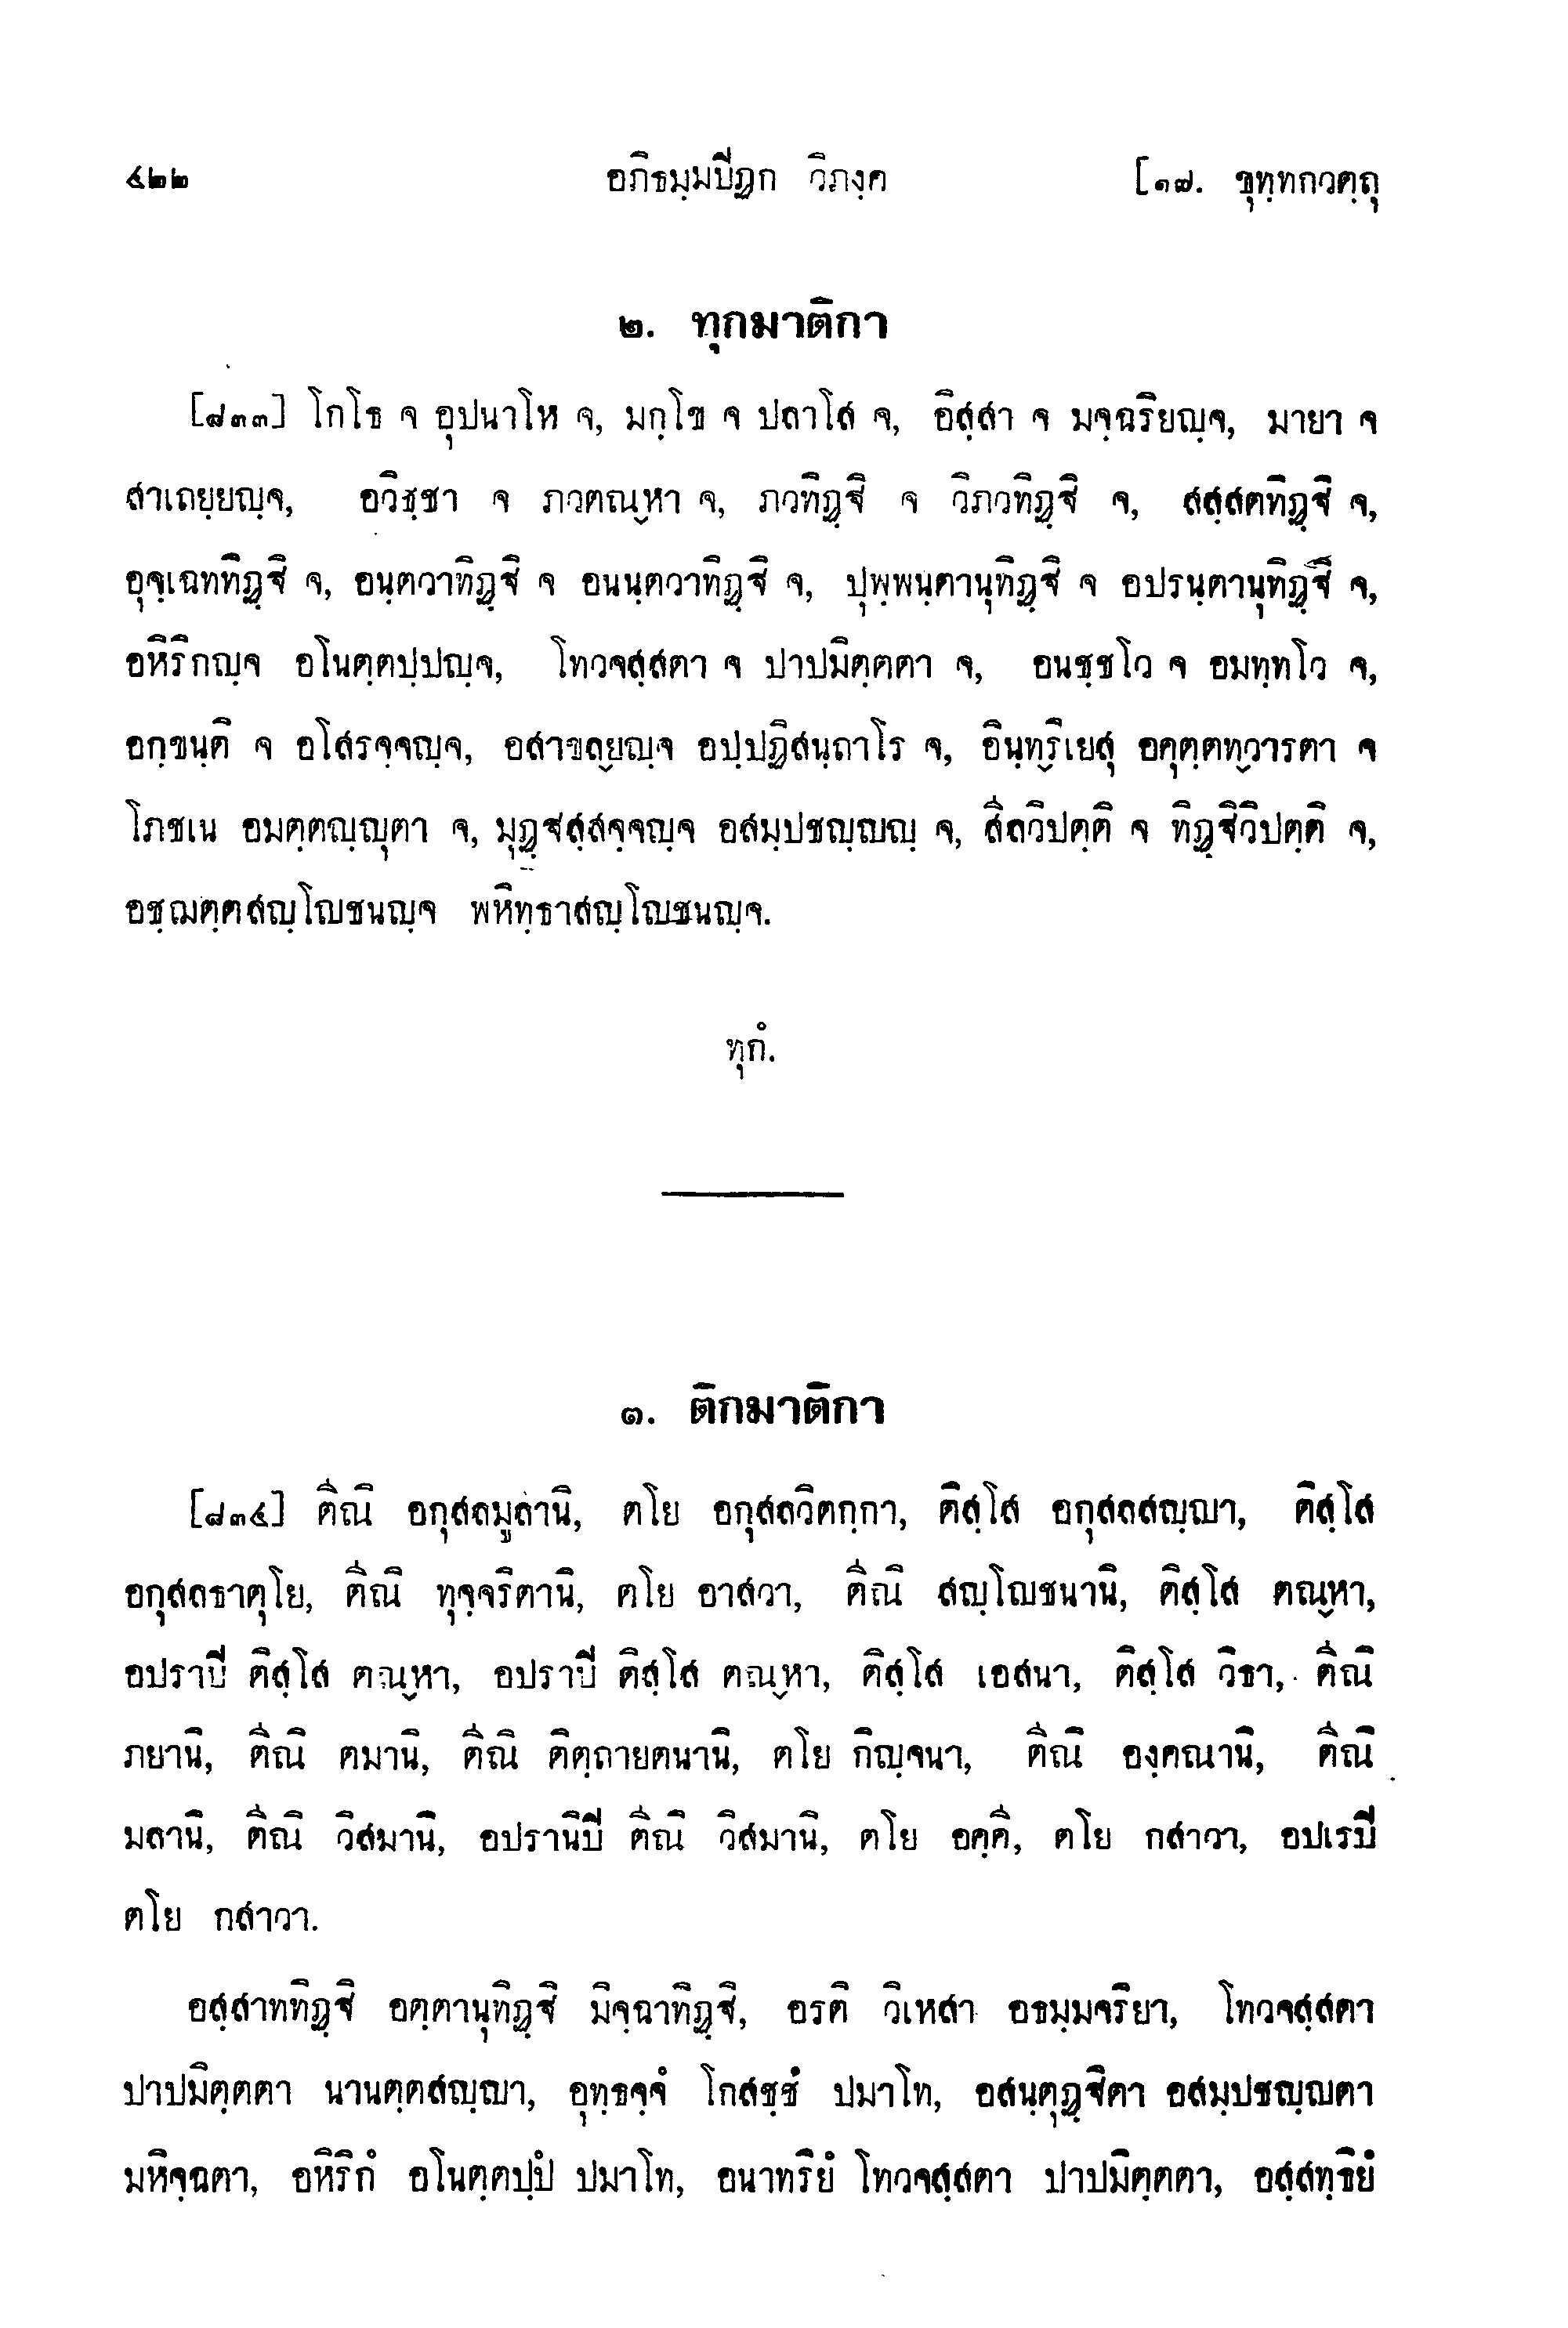 ๔๒๒ อภิธมฺมปิฏก วิภงฺค [๑๗. ขุทฺทกวตฺถุ
๒. ทุกมาติกา
[๘๓๓] โกโธ จ อุปนาโห จ, มกฺโข จ ปลาโส จ, อิสฺสา จ มจฺฉริยญฺจ, มายา จ
สาเถยฺยญฺจ, อวิชฺชา จ ภวตณฺหา จ, ภวทิฏฺฐิ จ วิภวทิฏฺฐิ จ, สสฺสตทิฏฺฐิ จ,
อุจฺเฉททิฏฺฐิ จ, อนฺตวาทิฏฺฐิ จ อนนฺตวาทิฏฺฐิ จ, ปุพฺพนฺตานุทิฏฺฐิ จ อปรนฺตานุทิฏฺฐิ จ,
อหิริกญฺจ อโนตฺตปฺปญฺจ, โทวจสฺสตา จ ปาปมิตฺตตา จ, อนชฺชโว จ อมทฺทโว จ,
อกฺขนฺติ จ อโสรจฺจญฺจ, อสาขลฺยญฺจ อปฺปฏิสนฺถาโร จ, อินฺทฺริเยสุ อคุตฺตทฺวารตา จ
โภชเน อมตฺตญฺญุตา จ, มุฏฺฐสฺสจฺจญฺจ อสมฺปชญฺญญฺ จ, สีลวิปตฺติ จ ทิฏฺฐิวิปตฺติ จ,
อชฺฌตฺตสญฺโญชนญฺจ พหิทฺธาสญฺโญชนญฺจ.
ทุกํ.
๓. ติกมาติกา
[๘๓๔] ตีณิ อกุสลมูลานิ, ตโย อกุสลวิตกฺกา, ติสฺโส อกุสลสญฺญา, ติสฺโส
อกุสลธาตุโย, ตีณิ ทุจฺจริตานิ, ตโย อาสวา, ตีณิ สญฺโญชนานิ, ติสฺโส ตณฺหา,
อปราปิ ติสฺโส ตณฺหา, อปราปิ ติสฺโส ตณฺหา, ติสฺโส เอสนา, ติสฺโส วิธา, ตีณิ
ภยานิ, ตีณิ ตมานิ, ตีณิ ติตฺถายตนานิ, ตโย กิญฺจนา, ตีณิ องฺคณานิ, ตีณิ
มลานิ, ตีณิ วิสมานิ, อปรานิปิ ตีณิ วิสมานิ, ตโย อคฺคี, ตโย กสาวา, อปเรปิ
ตโย กสาวา.
อสฺสาททิฏฺฐิ อตฺตานุทิฏฺฐิ มิจฺฉาทิฏฺฐิ, อรติ วิเหสา อธมฺมจริยา, โทวจสฺสตา
ปาปมิตฺตตา นานตฺตสญฺญา, อุทฺธจฺจํ โกสชฺชํ ปมาโท, อสนฺตุฏฺฐิตา อสมฺปชญฺญตา
มหิจฺฉตา, อหิริกํ อโนตฺตปฺปํ ปมาโท, อนาทริยํ โทวจสฺสตา ปาปมิตฺตตา, อสฺสทฺธิยํ